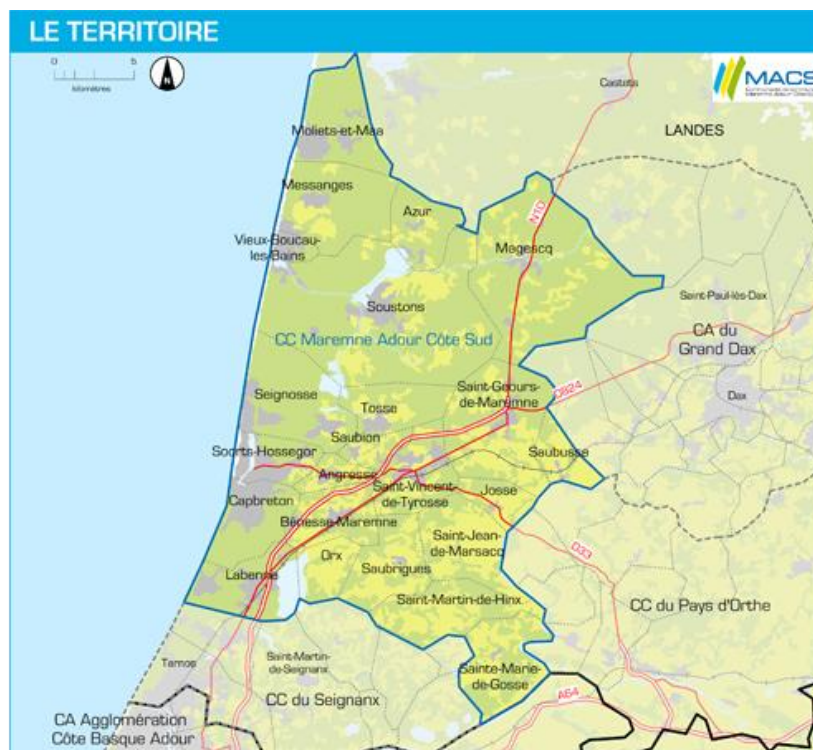 LE TERRITOIRE
0
5
kilomètres
N
MACS
Castets
LANDES
Moliets-et-Maa
Messanges
Azur
N10
Vieux-Boucau-
les-Bains
Magescq
Soustons
Saint-Paul-lès-Dax
CC Maremne Adour Côte Sud
CA du
Grand Dax
Seignosse
Saint-Geours-
de-Maremne
D824
Dax
Tosse
Saubion
Soorts-Hossegor
Saubusse
Angresse
Saint-Vincent-
de-Tyrosse
Josse
Capbreton
Bénesse-Maremne
Saint-Jean-
de-Marsacq
D33
Orx
Saubrigues
Labenne
Saint-Martin-de-Hinx
CC du Pays d'Orthe
Tarnos
Saint-Martin-
de-Seignanx
Sainte-Marie-
de-Gosse
CC du Seignanx
A64
CA Agglomération
Côte Basque Adour